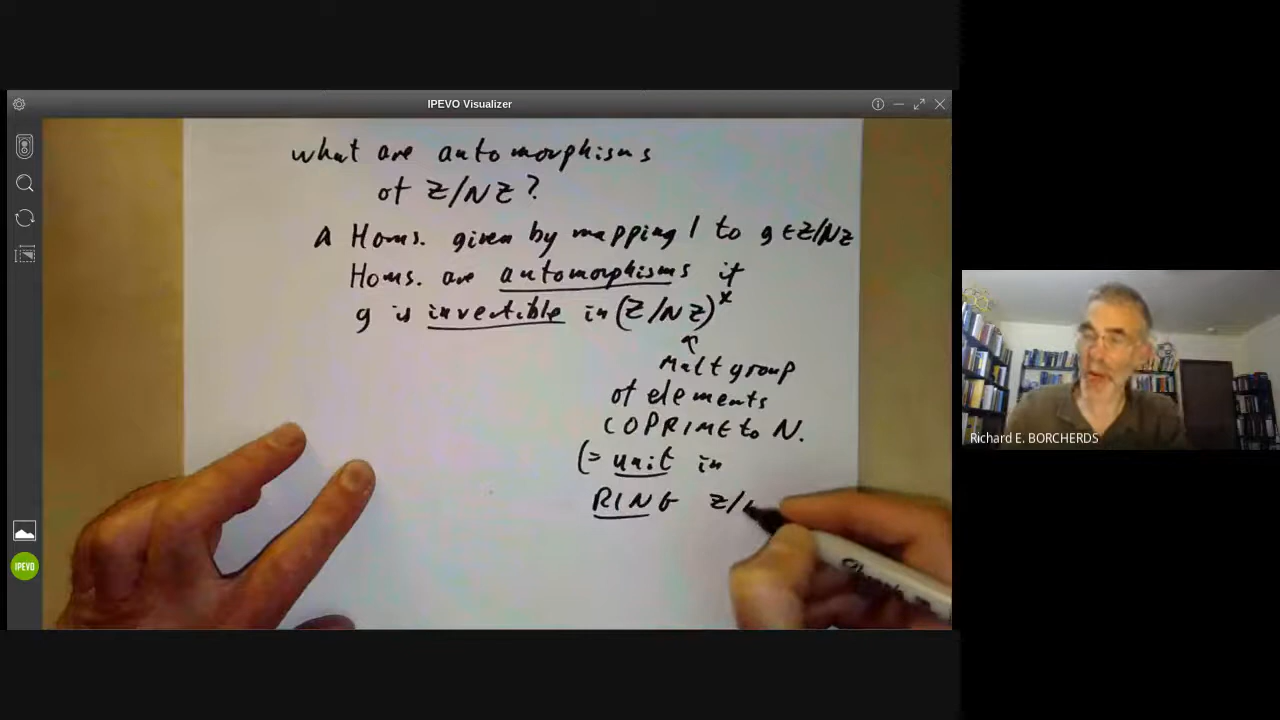 IPEVO Visualizer
what are automorphisms
of Z/NZ?
A Homs. given by mapping 1 to g ∈ Z/NZ
Homs. are automorphisms if
g is invertible in (Z/NZ)*
↑
Mult group
of elements
COPRIME to N.
(= unit in
RING Z/
Richard E. BORCHERDS
IPEVO